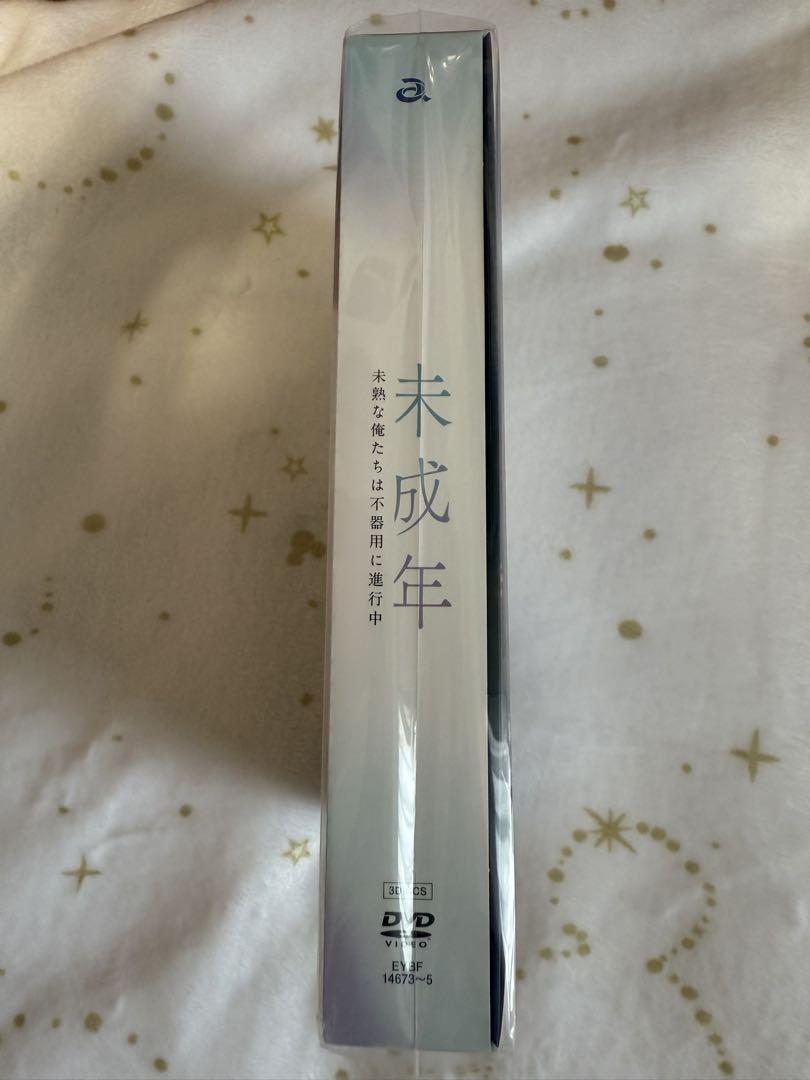 a
未成年
未熟な俺たちは不器用に進行中
3DISCS
DVD
VIDEO
EYBF
14673～5